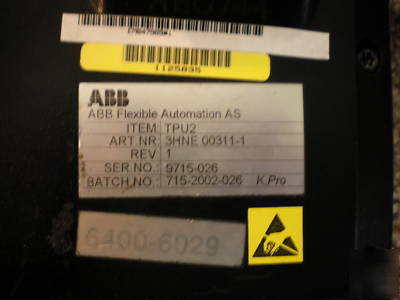 1125835
ABB
ABB Flexible Automation AS
ITEM: TPU2
ART.NR: 3HNE 00311-1
REV: 1
SER NO: 9715-026
BATCH.NO: 715-2002-026 K.Pro
6400-6029